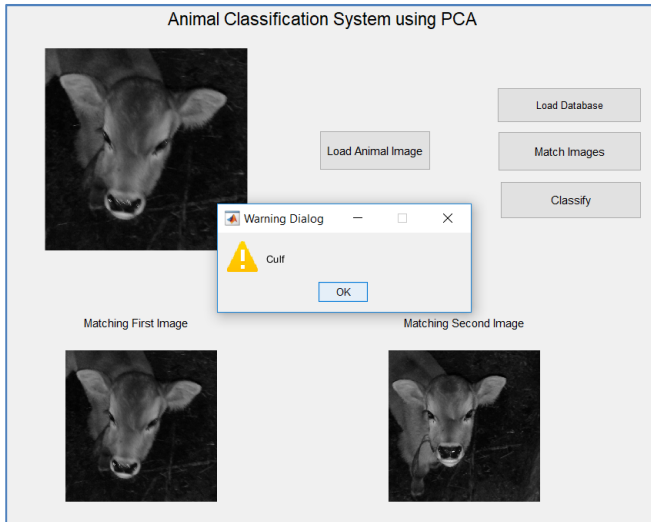 Animal Classification System using PCA
Load Database
Load Animal Image
Match Images
Classify
Warning Dialog
Culf
OK
Matching First Image
Matching Second Image